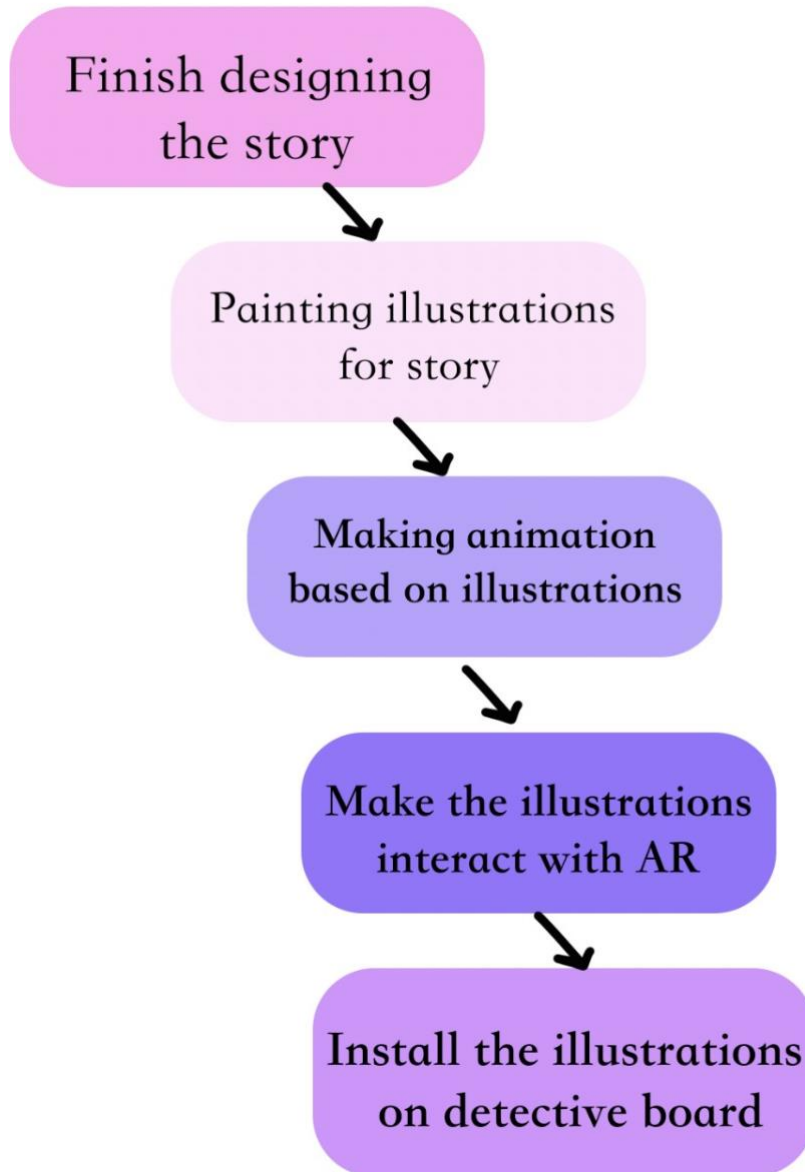 Finish designing
the story
Painting illustrations
for story
Making animation
based on illustrations
Make the illustrations
interact with AR
Install the illustrations
on detective board